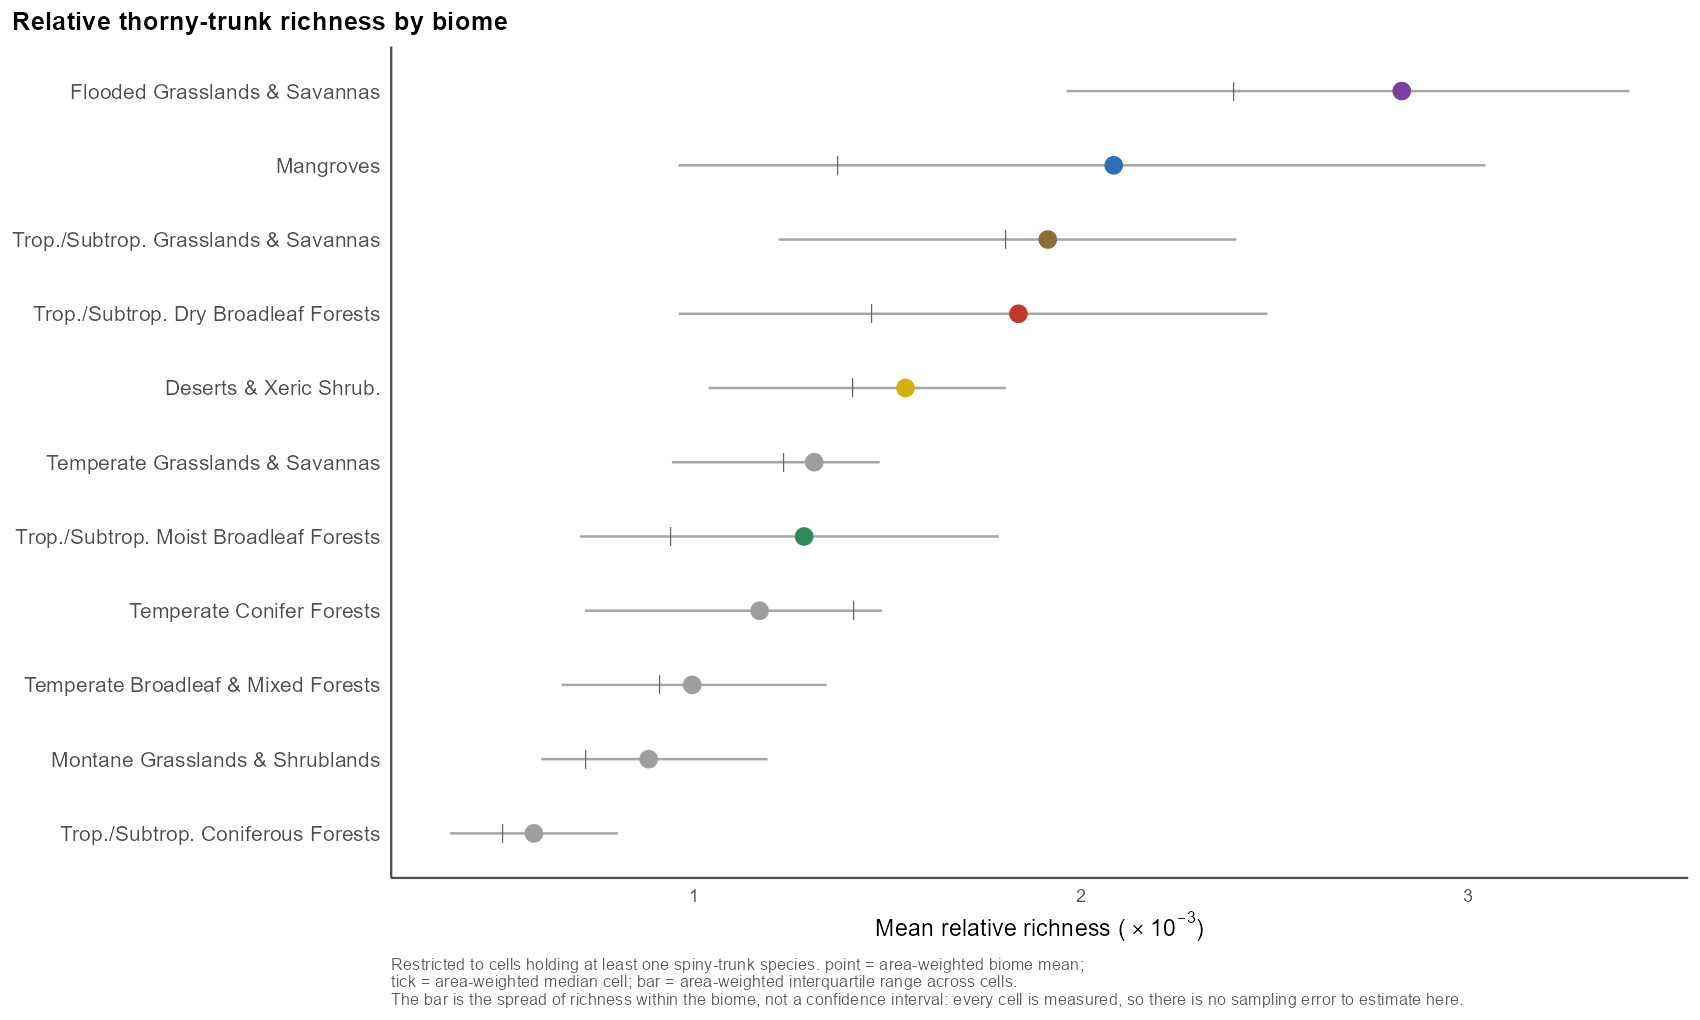 Relative thorny-trunk richness by biome
Flooded Grasslands & Savannas
Mangroves
Trop./Subtrop. Grasslands & Savannas
Trop./Subtrop. Dry Broadleaf Forests
Deserts & Xeric Shrub.
Temperate Grasslands & Savannas
Trop./Subtrop. Moist Broadleaf Forests
Temperate Conifer Forests
Temperate Broadleaf & Mixed Forests
Montane Grasslands & Shrublands
Trop./Subtrop. Coniferous Forests
1 2 3
Mean relative richness ( × 10⁻³)
Restricted to cells holding at least one spiny-trunk species. point = area-weighted biome mean;
tick = area-weighted median cell; bar = area-weighted interquartile range across cells.
The bar is the spread of richness within the biome, not a confidence interval: every cell is measured, so there is no sampling error to estimate here.